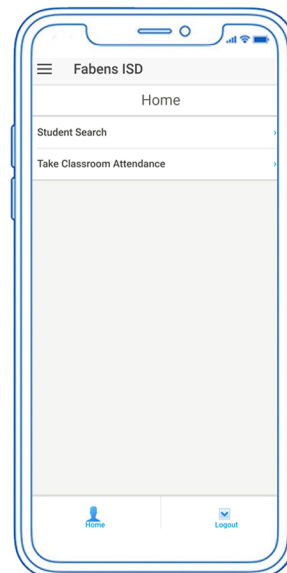 Fabens ISD
Home
Student Search
Take Classroom Attendance
Home
Logout